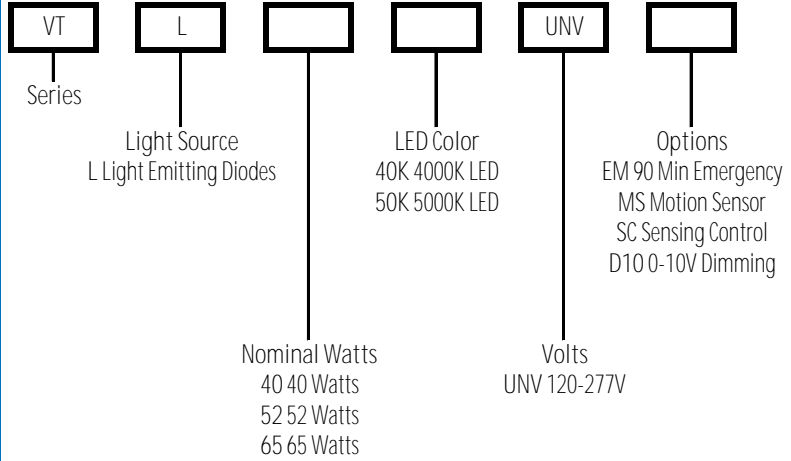 VT
L
UNV
Series
Light Source
L Light Emitting Diodes
LED Color
40K 4000K LED
50K 5000K LED
Options
EM 90 Min Emergency
MS Motion Sensor
SC Sensing Control
D10 0-10V Dimming
Nominal Watts
40 40 Watts
52 52 Watts
65 65 Watts
Volts
UNV 120-277V